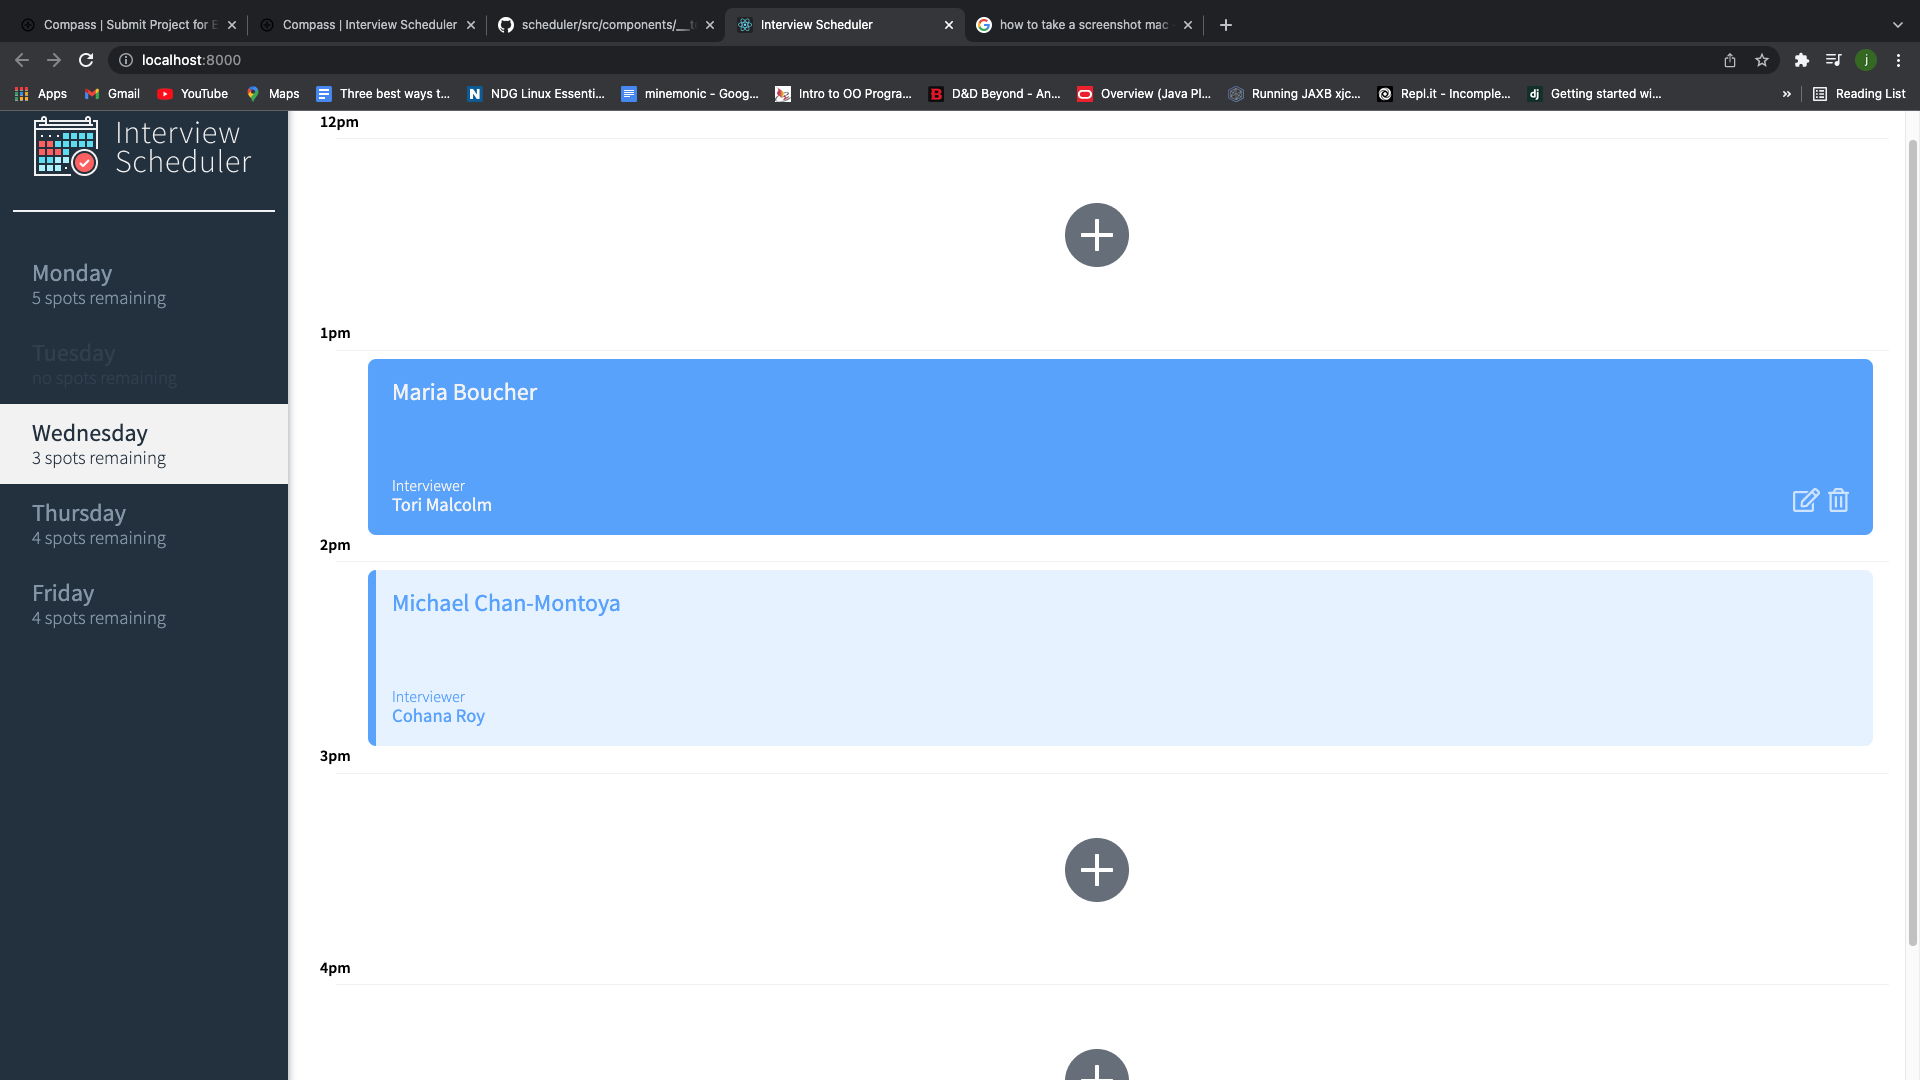 Compass | Submit Project for E
Compass | Interview Scheduler
scheduler/src/components/__t
Interview Scheduler
how to take a screenshot mac
localhost:8000
j
Apps
Gmail
YouTube
Maps
Three best ways t...
NDG Linux Essenti...
minemonic - Goog...
Intro to OO Progra...
D&D Beyond - An...
Overview (Java Pl...
Running JAXB xjc...
Repl.it - Incomple...
Getting started wi...
»
Reading List
Interview
Scheduler
Monday
5 spots remaining
Tuesday
no spots remaining
Wednesday
3 spots remaining
Thursday
4 spots remaining
Friday
4 spots remaining
12pm
1pm
Maria Boucher
Interviewer
Tori Malcolm
2pm
Michael Chan-Montoya
Interviewer
Cohana Roy
3pm
4pm